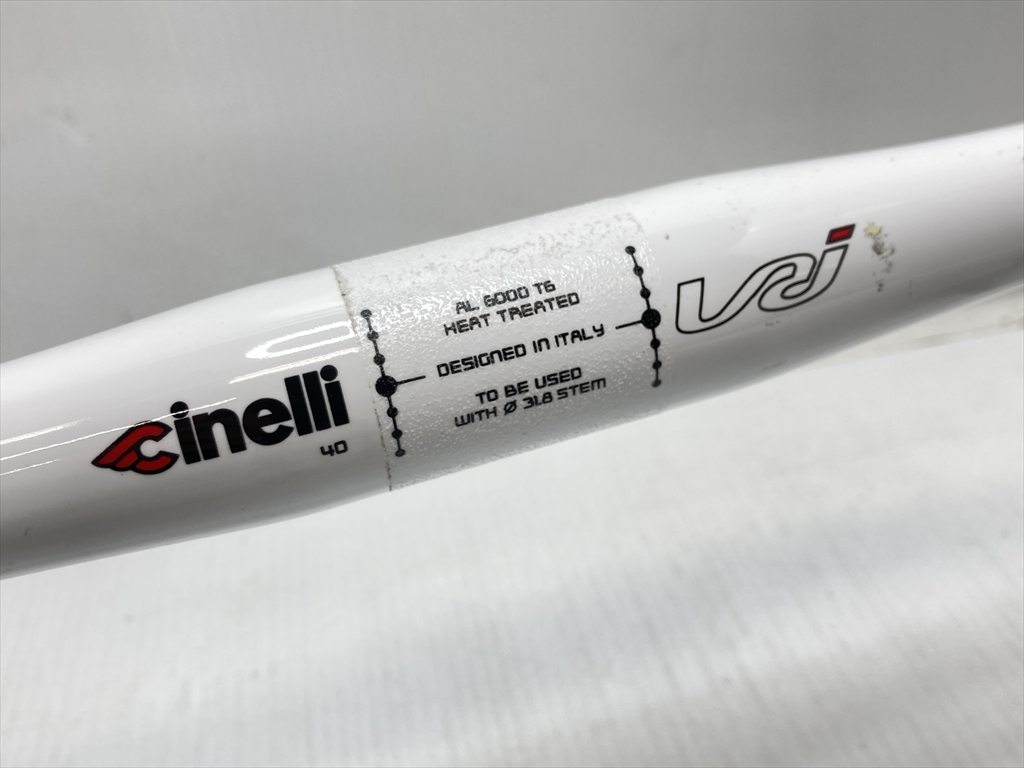 cinelli
40
AL 6000 T6
HEAT TREATED
DESIGNED IN ITALY
TO BE USED
WITH Ø 31.8 STEM
Vai